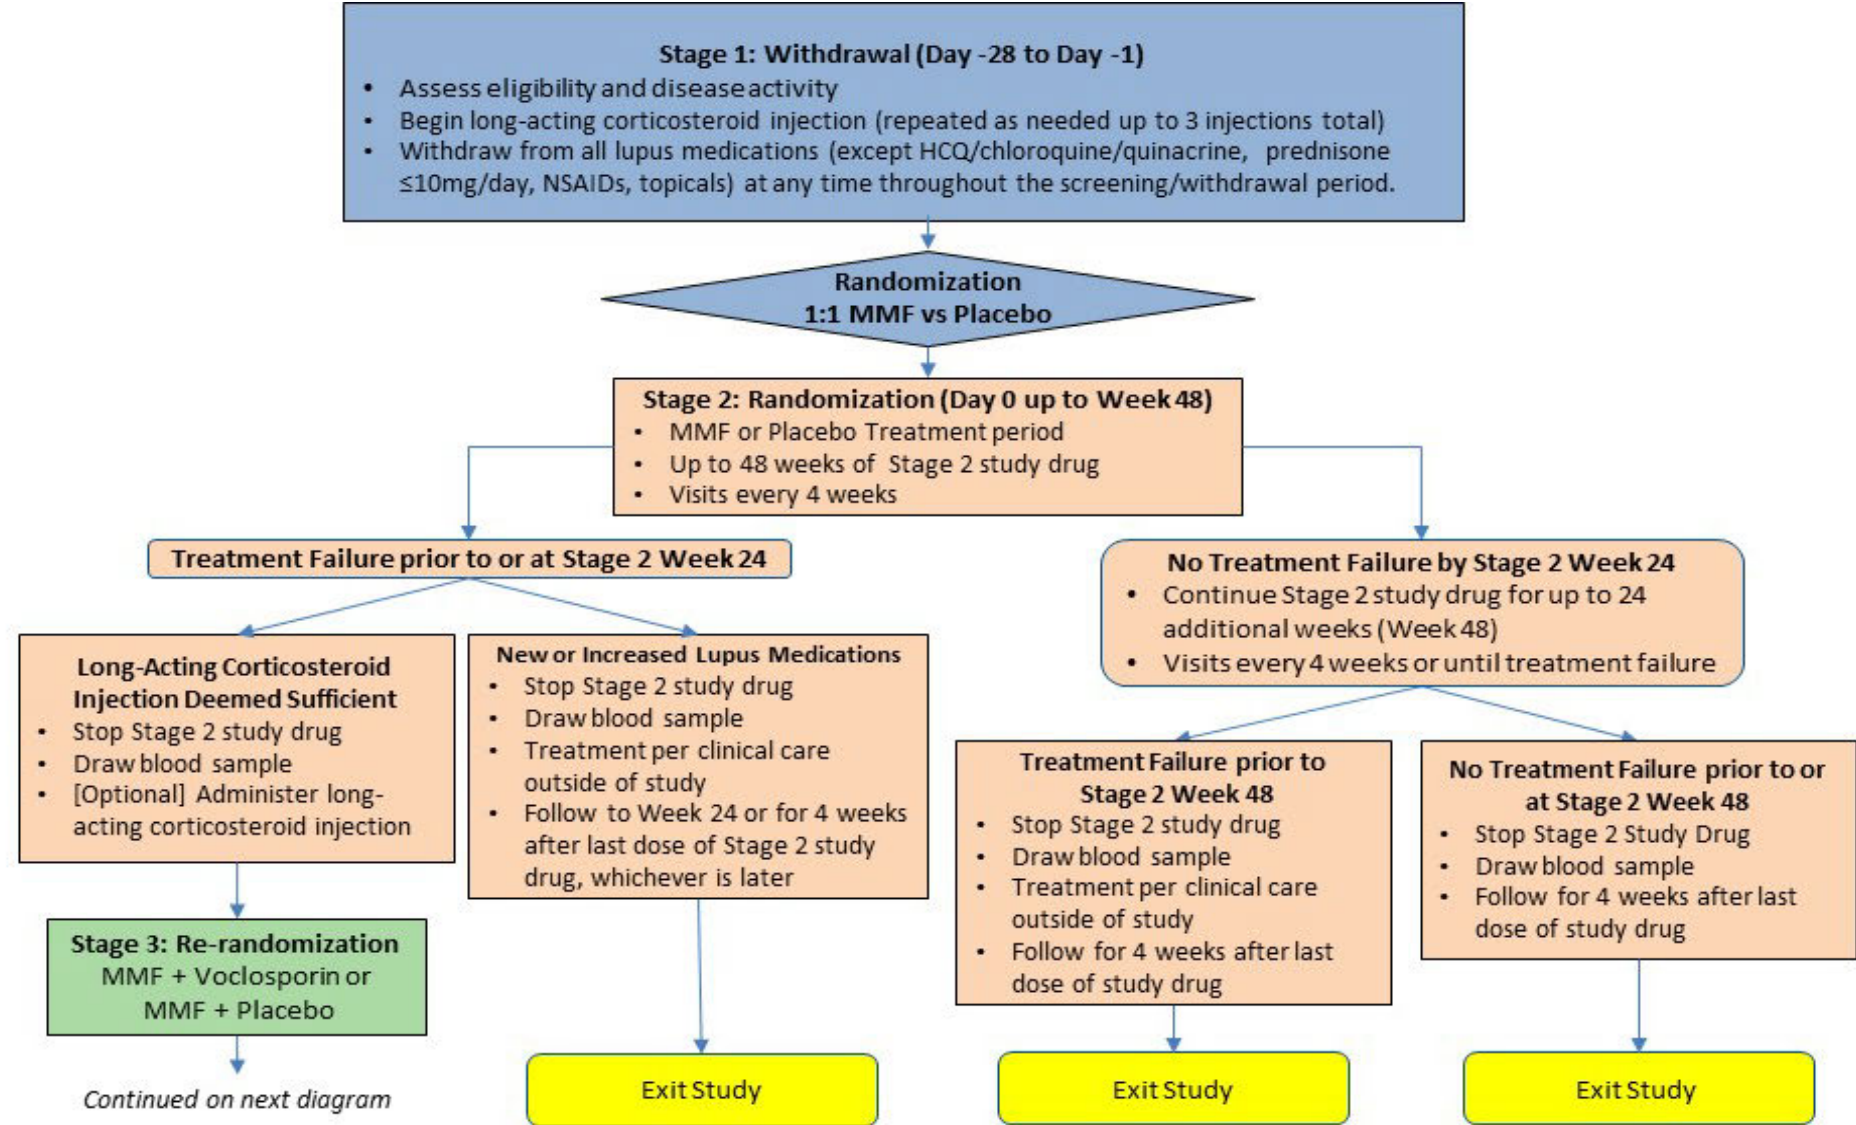 Stage 1: Withdrawal (Day -28 to Day -1)
• Assess eligibility and disease activity
• Begin long-acting corticosteroid injection (repeated as needed up to 3 injections total)
• Withdraw from all lupus medications (except HCQ/chloroquine/quinacrine, prednisone
≤10mg/day, NSAIDs, topicals) at any time throughout the screening/withdrawal period.
Randomization
1:1 MMF vs Placebo
Stage 2: Randomization (Day 0 up to Week 48)
• MMF or Placebo Treatment period
• Up to 48 weeks of Stage 2 study drug
• Visits every 4 weeks
Treatment Failure prior to or at Stage 2 Week 24
No Treatment Failure by Stage 2 Week 24
• Continue Stage 2 study drug for up to 24
additional weeks (Week 48)
• Visits every 4 weeks or until treatment failure
Long-Acting Corticosteroid
Injection Deemed Sufficient
• Stop Stage 2 study drug
• Draw blood sample
• [Optional] Administer long-
acting corticosteroid injection
New or Increased Lupus Medications
• Stop Stage 2 study drug
• Draw blood sample
• Treatment per clinical care
outside of study
• Follow to Week 24 or for 4 weeks
after last dose of Stage 2 study
drug, whichever is later
Treatment Failure prior to
Stage 2 Week 48
• Stop Stage 2 study drug
• Draw blood sample
• Treatment per clinical care
outside of study
• Follow for 4 weeks after last
dose of study drug
No Treatment Failure prior to or
at Stage 2 Week 48
• Stop Stage 2 Study Drug
• Draw blood sample
• Follow for 4 weeks after last
dose of study drug
Stage 3: Re-randomization
MMF + Voclosporin or
MMF + Placebo
Continued on next diagram
Exit Study
Exit Study
Exit Study